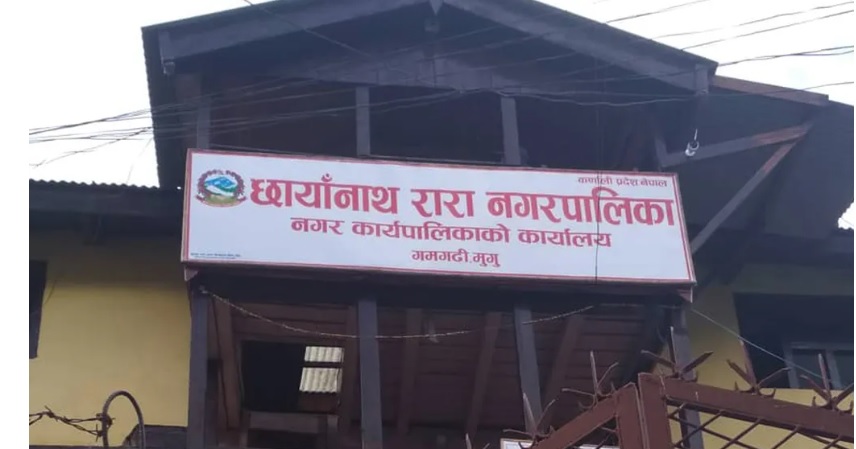 कर्णाली प्रदेश नेपाल
छायाँनाथ रारा नगरपालिका
नगर कार्यपालिकाको कार्यालय
गमगढी, मुगु